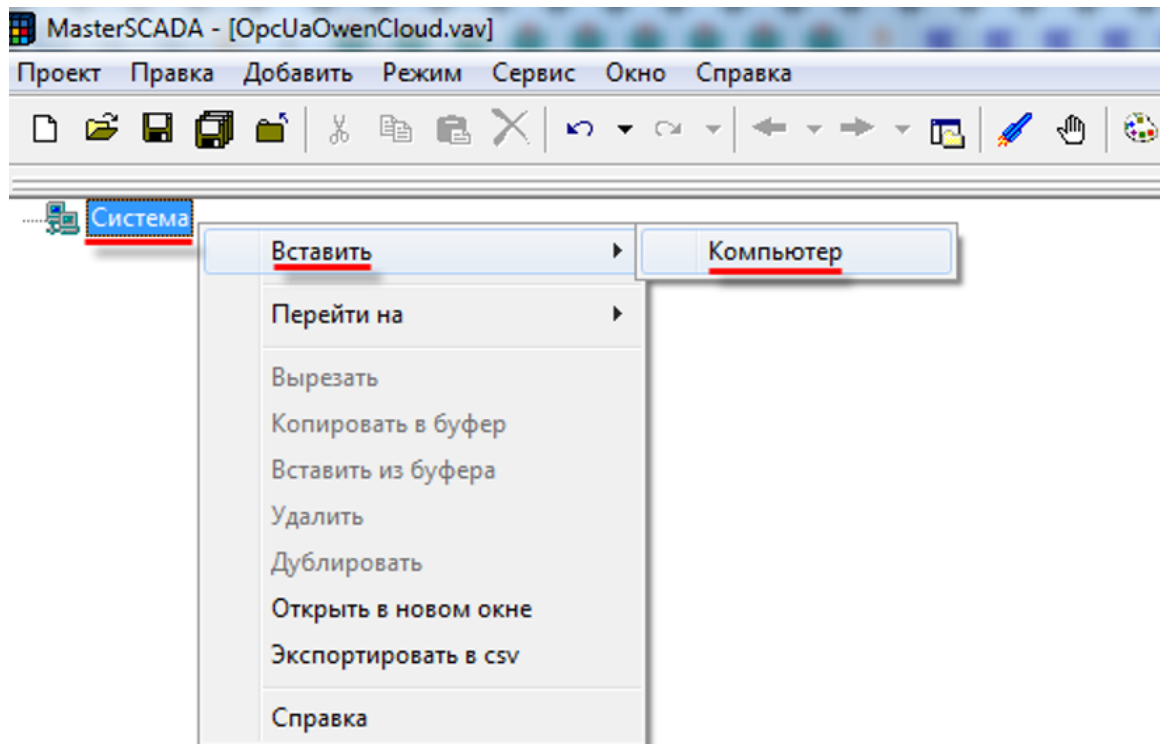 MasterSCADA - [OpcUaOwenCloud.vav]
Проект Правка Добавить Режим Сервис Окно Справка
Система
Вставить Компьютер
Перейти на
Вырезать
Копировать в буфер
Вставить из буфера
Удалить
Дублировать
Открыть в новом окне
Экспортировать в csv
Справка